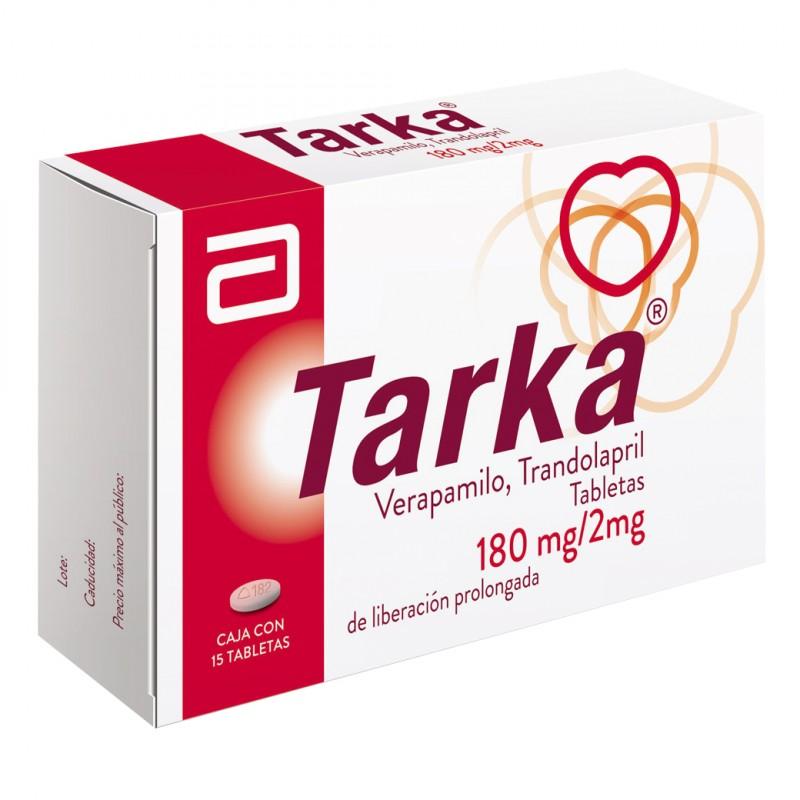 Tarka®
Verapamilo, Trandolapril
180 mg/2mg
Tarka®
Verapamilo, Trandolapril
Tabletas
180 mg/2mg
de liberación prolongada
182
CAJA CON
15 TABLETAS
Lote:
Caducidad:
Precio máximo al público: